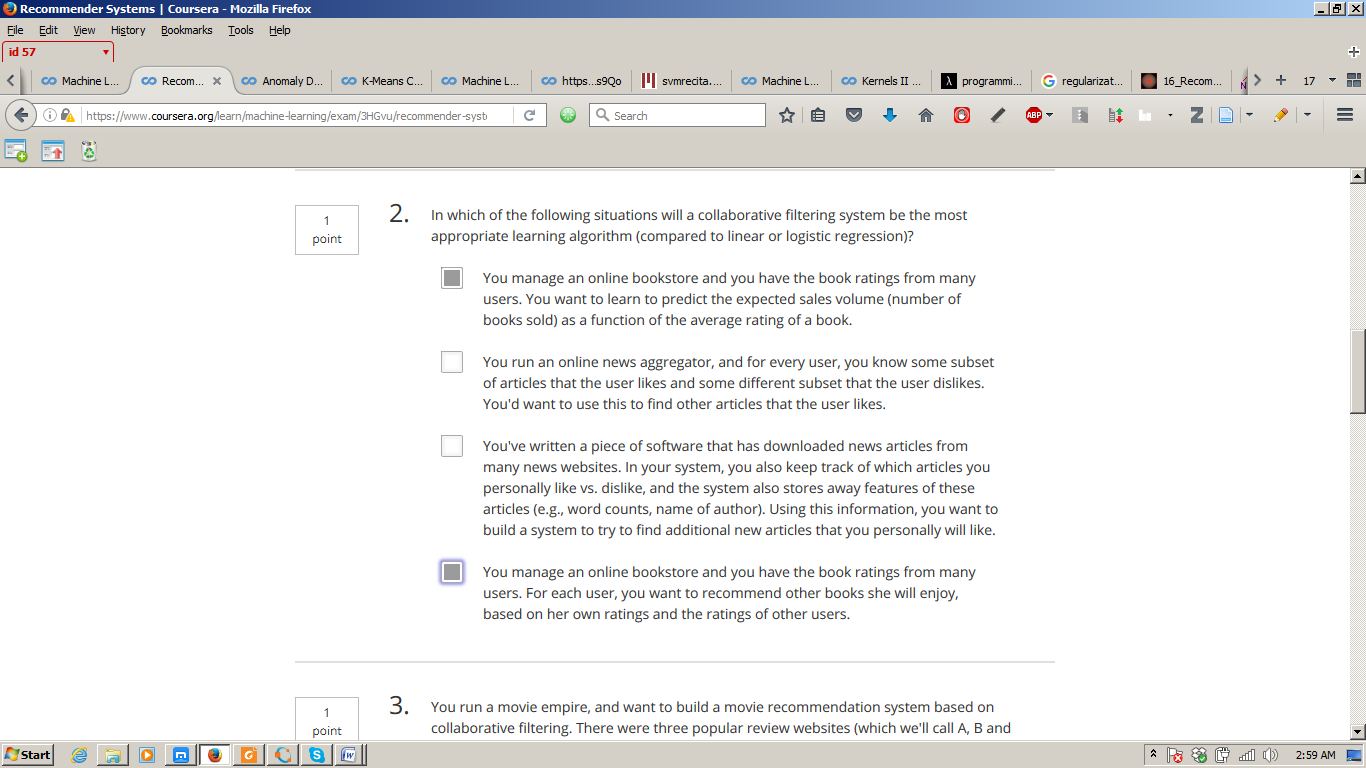 Recommender Systems | Coursera - Mozilla Firefox
File Edit View History Bookmarks Tools Help
id 57
Machine L... Recom... Anomaly D... K-Means C... Machine L... https...s9Qo svmrecita... Machine L... Kernels II ... programmi... regularizat... 16_Recom... 17
https://www.coursera.org/learn/machine-learning/exam/3HGvu/recommender-syst Search ABP
1
point
2. In which of the following situations will a collaborative filtering system be the most
appropriate learning algorithm (compared to linear or logistic regression)?
You manage an online bookstore and you have the book ratings from many
users. You want to learn to predict the expected sales volume (number of
books sold) as a function of the average rating of a book.
You run an online news aggregator, and for every user, you know some subset
of articles that the user likes and some different subset that the user dislikes.
You'd want to use this to find other articles that the user likes.
You've written a piece of software that has downloaded news articles from
many news websites. In your system, you also keep track of which articles you
personally like vs. dislike, and the system also stores away features of these
articles (e.g., word counts, name of author). Using this information, you want to
build a system to try to find additional new articles that you personally will like.
You manage an online bookstore and you have the book ratings from many
users. For each user, you want to recommend other books she will enjoy,
based on her own ratings and the ratings of other users.
1
point
3. You run a movie empire, and want to build a movie recommendation system based on
collaborative filtering. There were three popular review websites (which we'll call A, B and
Start 2:59 AM